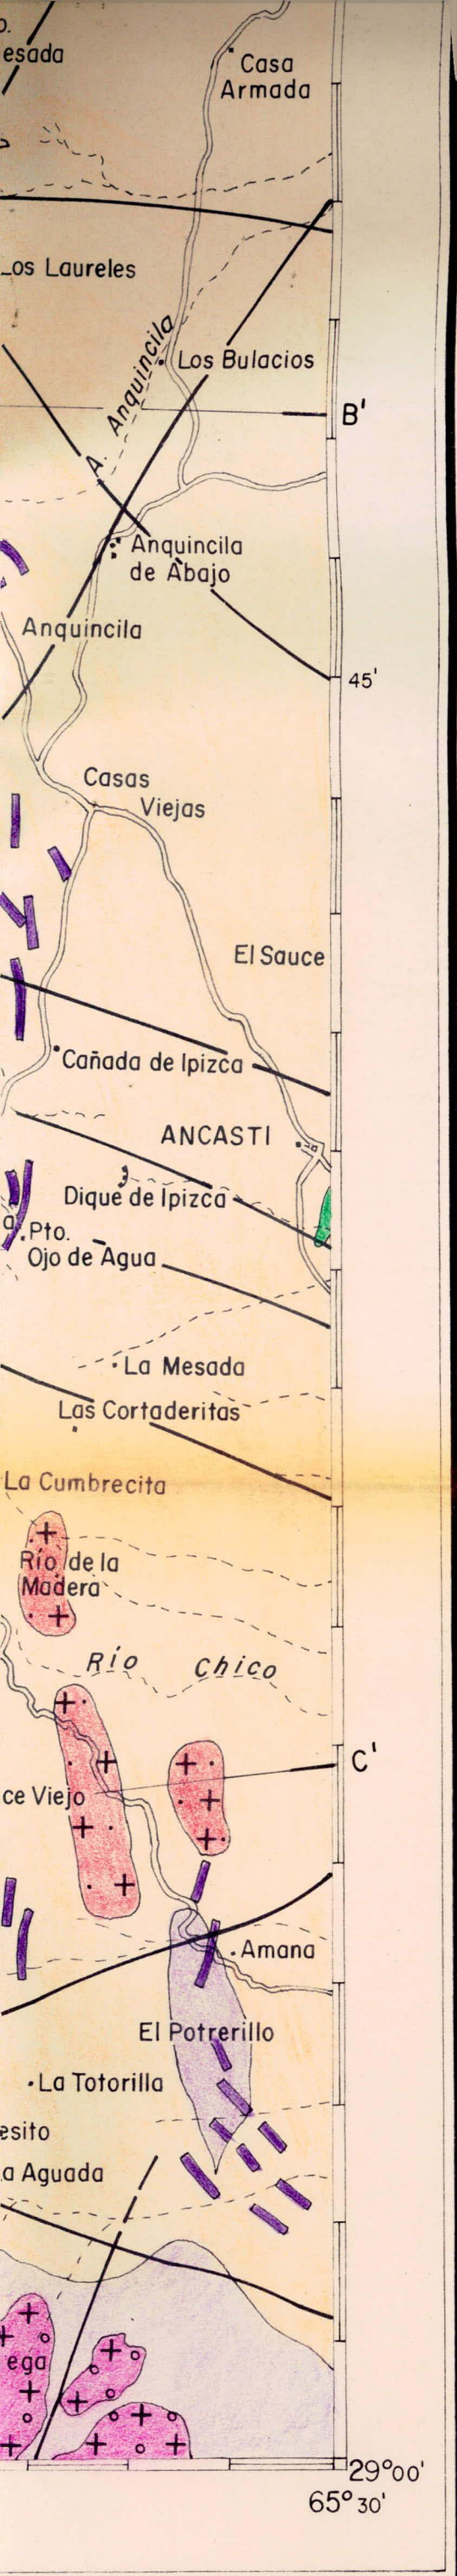 esada
Casa
Armada
Los Laureles
A. Anquincila
Los Bulacios
B'
Anquincila
de Abajo
Anquincila
45'
Casas
Viejas
El Sauce
Cañada de Ipizca
ANCASTI
Dique de Ipizca
Pto.
Ojo de Agua
La Mesada
Las Cortaderitas
La Cumbrecita
Río de la
Madera
Río Chico
C'
ce Viejo
Amana
El Potrerillo
La Totorilla
esito
a Aguada
ega
29°00'
65°30'